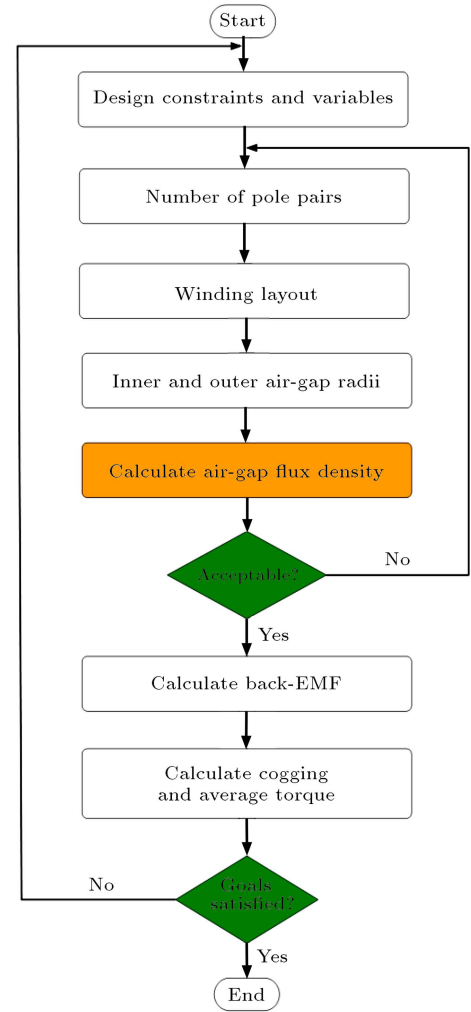 Start
Design constraints and variables
Number of pole pairs
Winding layout
Inner and outer air-gap radii
Calculate air-gap flux density
Acceptable?
No
Yes
Calculate back-EMF
Calculate cogging
and average torque
Goals
satisfied?
No
Yes
End